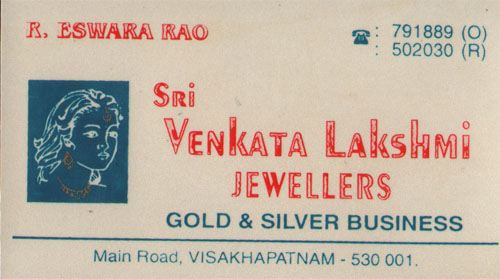 R. ESWARA RAO
☎ : 791889 (O)
: 502030 (R)
SRI
VENKATA LAKSHMI
JEWELLERS
GOLD & SILVER BUSINESS
Main Road, VISAKHAPATNAM - 530 001.